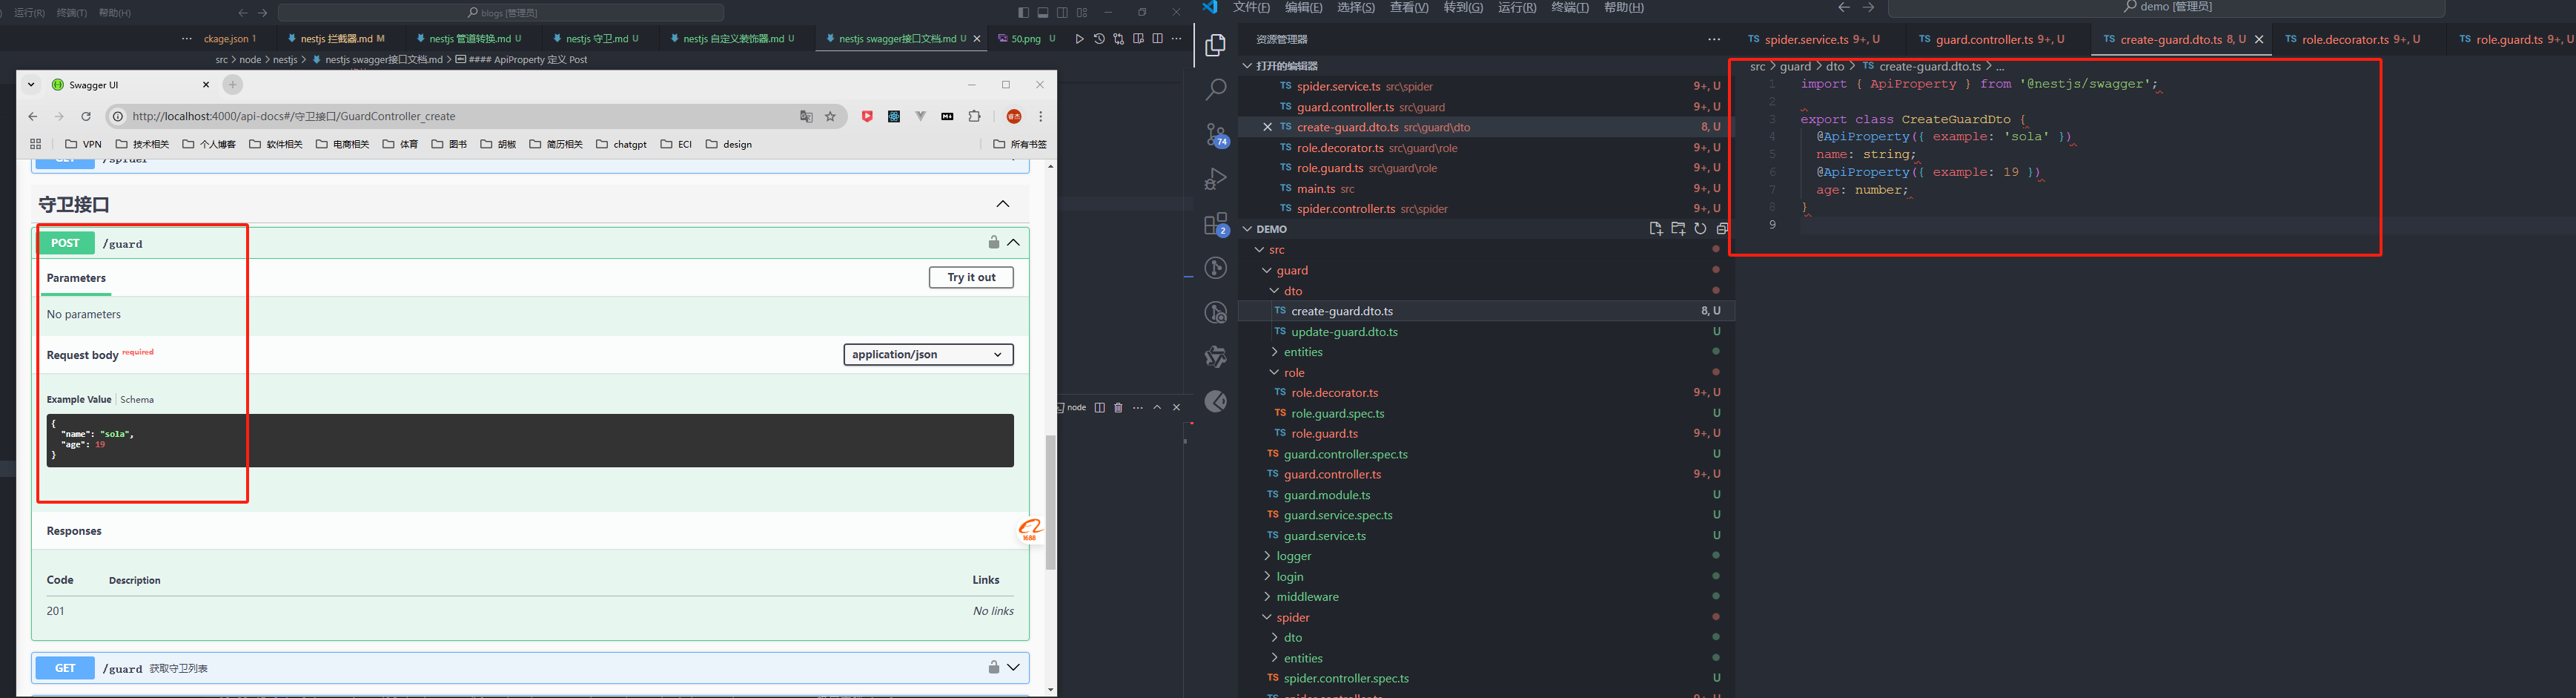 运行(R) 终端(T) 帮助(H)
blogs [管理员]
ckage.json 1
nestjs 拦截器.md M
nestjs 管道转换.md U
nestjs 守卫.md U
nestjs 自定义装饰器.md U
nestjs swagger接口文档.md U
50.png U
src > node > nestjs > nestjs swagger接口文档.md > #### ApiProperty 定义 Post
Swagger UI
http://localhost:4000/api-docs#/守卫接口/GuardController_create
VPN 技术相关 个人博客 软件相关 电商相关 体育 图书 胡椒 简历相关 chatgpt ECI design 所有书签
GET /spider
守卫接口
POST /guard
Parameters
Try it out
No parameters
Request body required
application/json
Example Value Schema
{
"name": "sola",
"age": 19
}
Responses
Code Description Links
201 No links
GET /guard 获取守卫列表
1688
node
文件(F) 编辑(E) 选择(S) 查看(V) 转到(G) 运行(R) 终端(T) 帮助(H)
demo [管理员]
资源管理器
打开的编辑器
TS spider.service.ts src\spider 9+, U
TS guard.controller.ts src\guard 9+, U
TS create-guard.dto.ts src\guard\dto 8, U
TS role.decorator.ts src\guard\role 9+, U
TS role.guard.ts src\guard\role 9+, U
TS main.ts src 9+, U
TS spider.controller.ts src\spider 9+, U
DEMO
src
guard
dto
TS create-guard.dto.ts 8, U
TS update-guard.dto.ts U
entities
role
TS role.decorator.ts 9+, U
TS role.guard.spec.ts U
TS role.guard.ts 9+, U
TS guard.controller.spec.ts U
TS guard.controller.ts 9+, U
TS guard.module.ts U
TS guard.service.spec.ts U
TS guard.service.ts U
logger
login
middleware
spider
dto
entities
TS spider.controller.spec.ts U
74
2
TS spider.service.ts 9+, U
TS guard.controller.ts 9+, U
TS create-guard.dto.ts 8, U
TS role.decorator.ts 9+, U
TS role.guard.ts 9+, U
src > guard > dto > TS create-guard.dto.ts > ...
1 import { ApiProperty } from '@nestjs/swagger';
2
3 export class CreateGuardDto {
4 @ApiProperty({ example: 'sola' })
5 name: string;
6 @ApiProperty({ example: 19 })
7 age: number;
8 }
9